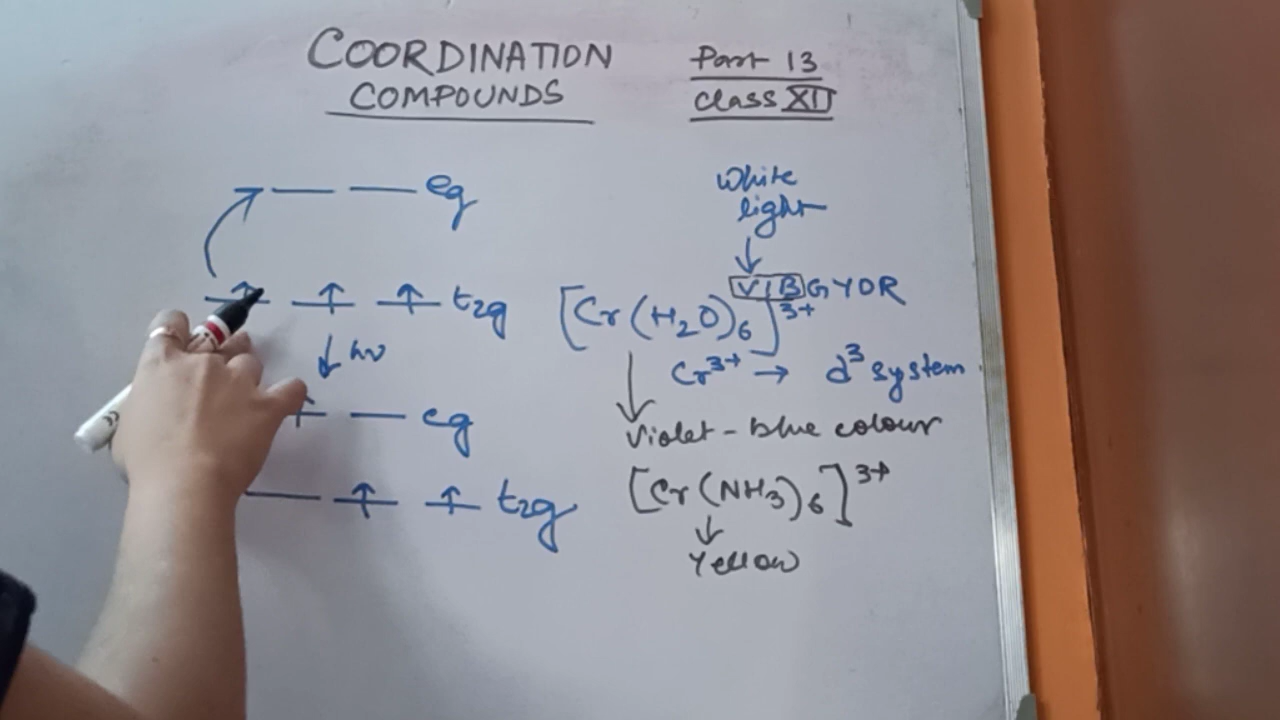 COORDINATION
COMPOUNDS
Part 13
Class XII
eg
t2g
hν
eg
t2g
White
light
VIBGYOR
[Cr(H2O)6]3+
Cr3+ → d3 system
Violet-blue colour
[Cr(NH3)6]3+
Yellow